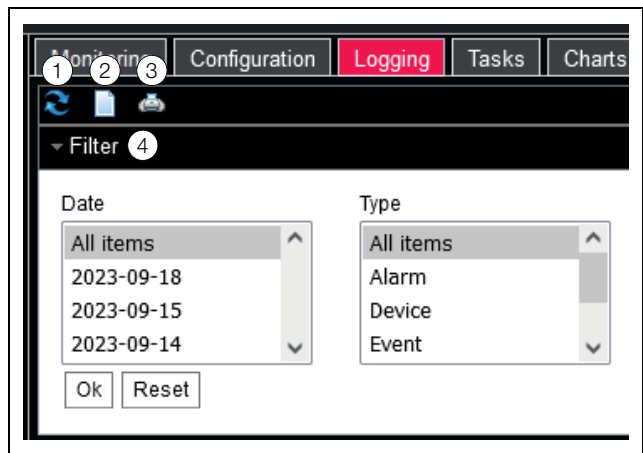 Monitoring Configuration Logging Tasks Charts
1 2 3
Filter 4
Date Type
All items All items
2023-09-18 Alarm
2023-09-15 Device
2023-09-14 Event
Ok Reset